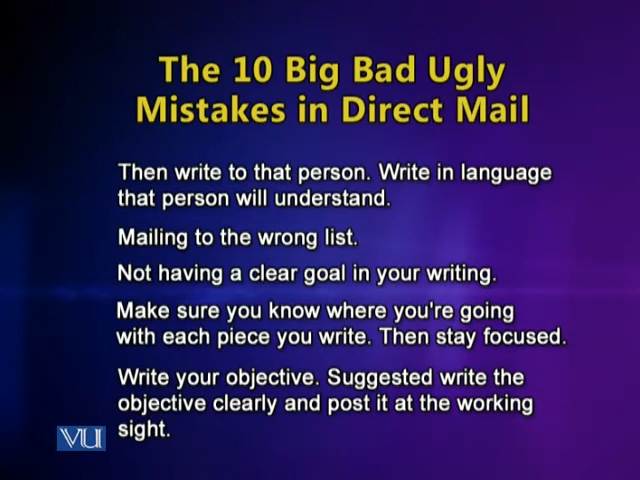 The 10 Big Bad Ugly
Mistakes in Direct Mail
Then write to that person. Write in language
that person will understand.
Mailing to the wrong list.
Not having a clear goal in your writing.
Make sure you know where you're going
with each piece you write. Then stay focused.
Write your objective. Suggested write the
objective clearly and post it at the working
sight.
VU